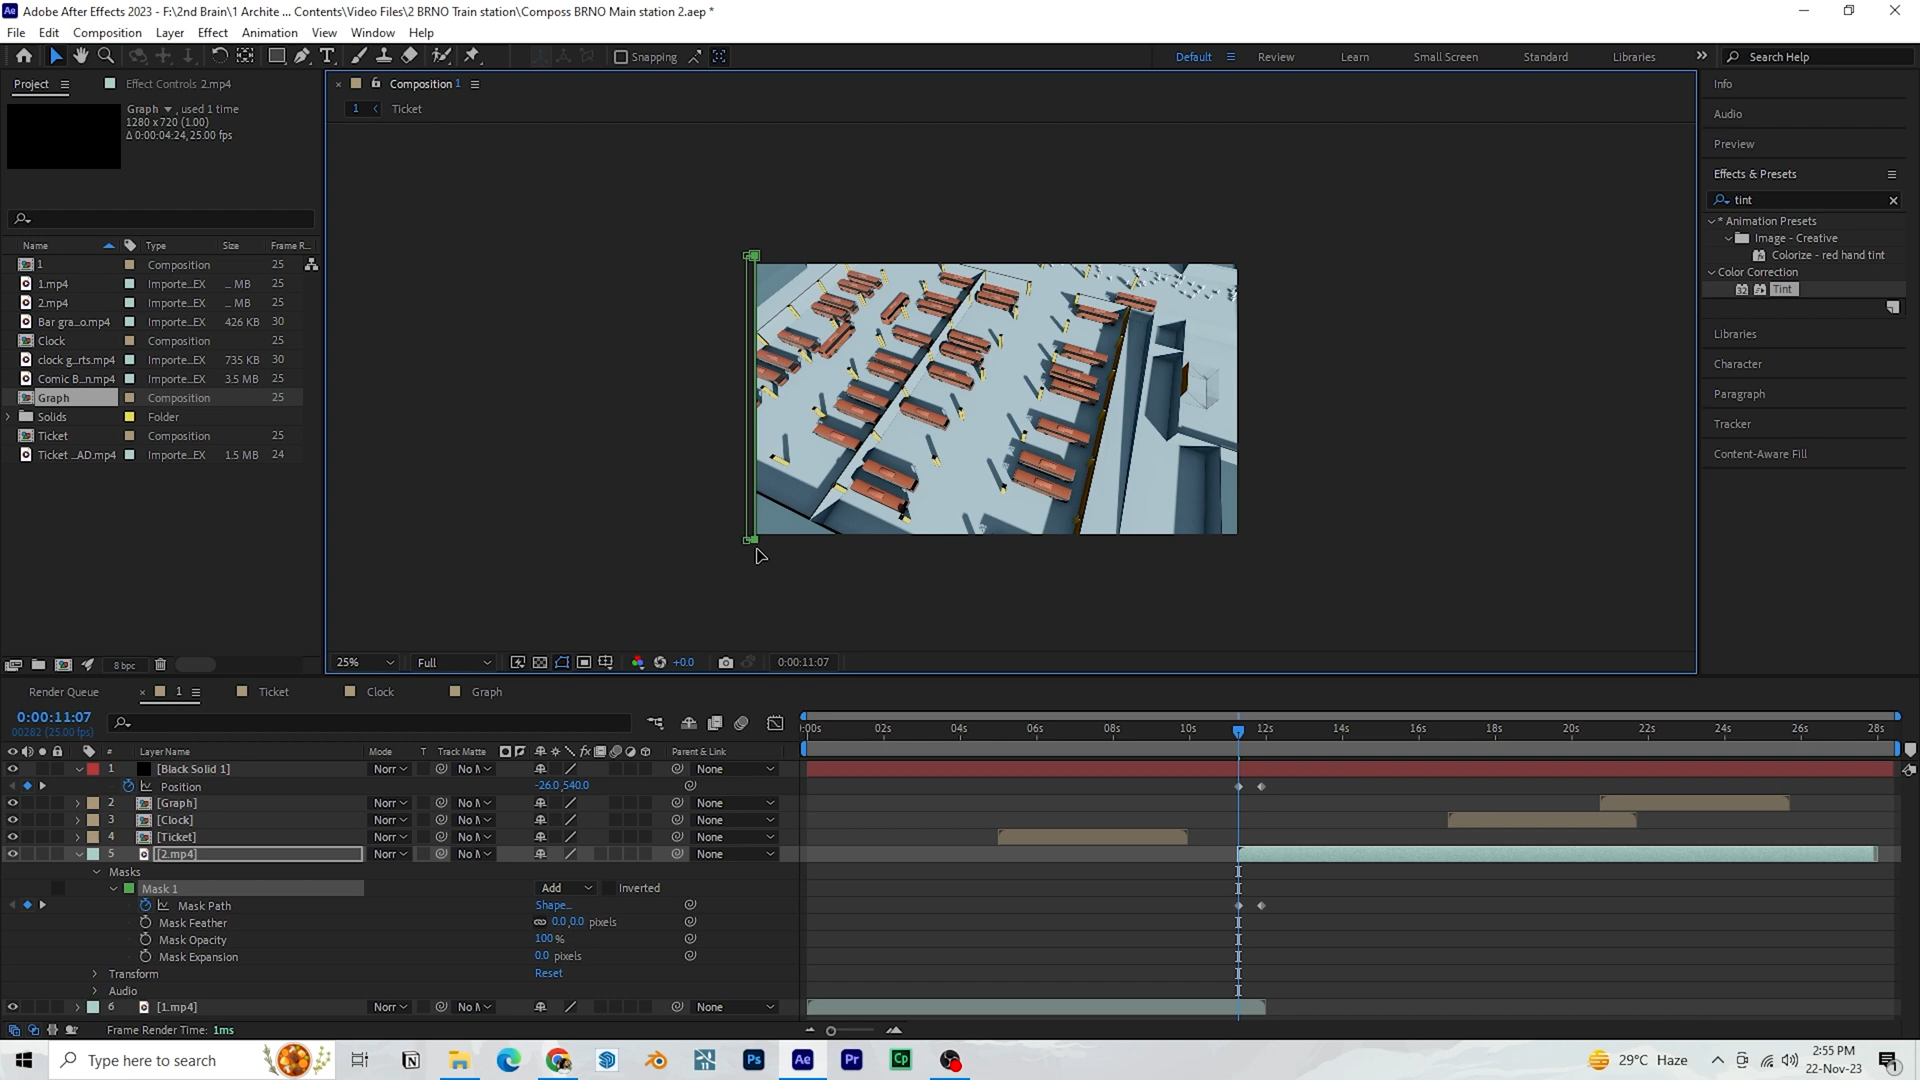 Adobe After Effects 2023 - F:\2nd Brain\1 Archite ... Contents\Video Files\2 BRNO Train station\Composs BRNO Main station 2.aep *
File Edit Composition Layer Effect Animation View Window Help
Snapping
Default Review Learn Small Screen Standard Libraries Search Help
Project Effect Controls 2.mp4
Graph , used 1 time
1280 x 720 (1.00)
Δ 0:00:04:24, 25.00 fps
Composition 1
1 Ticket
Name Type Size Frame R...
1 Composition 25
1.mp4 Importe...EX ... MB 25
2.mp4 Importe...EX ... MB 25
Bar gra...o.mp4 Importe...EX 426 KB 30
Clock Composition 25
clock g...rts.mp4 Importe...EX 735 KB 30
Comic B...n.mp4 Importe...EX 3.5 MB 25
Graph Composition 25
Solids Folder
Ticket Composition 25
Ticket ...AD.mp4 Importe...EX 1.5 MB 24
8 bpc
25% Full +0.0 0:00:11:07
Info
Audio
Preview
Effects & Presets
tint
* Animation Presets
Image - Creative
Colorize - red hand tint
Color Correction
32 Tint
Libraries
Character
Paragraph
Tracker
Content-Aware Fill
Render Queue 1 Ticket Clock Graph
0:00:11:07
00282 (25.00 fps)
# Layer Name Mode T Track Matte Parent & Link
:00s 02s 04s 06s 08s 10s 12s 14s 16s 18s 20s 22s 24s 26s 28s
1 [Black Solid 1] None
Position -26.0,540.0
2 [Graph] None
3 [Clock] None
4 [Ticket] None
5 [2.mp4] None
Masks
Mask 1 Add Inverted
Mask Path Shape...
Mask Feather 0.0,0.0 pixels
Mask Opacity 100 %
Mask Expansion 0.0 pixels
Transform Reset
Audio
6 [1.mp4] None
Frame Render Time: 1ms
Type here to search
Ps Ae Pr Cp
29°C Haze
2:55 PM
22-Nov-23
1